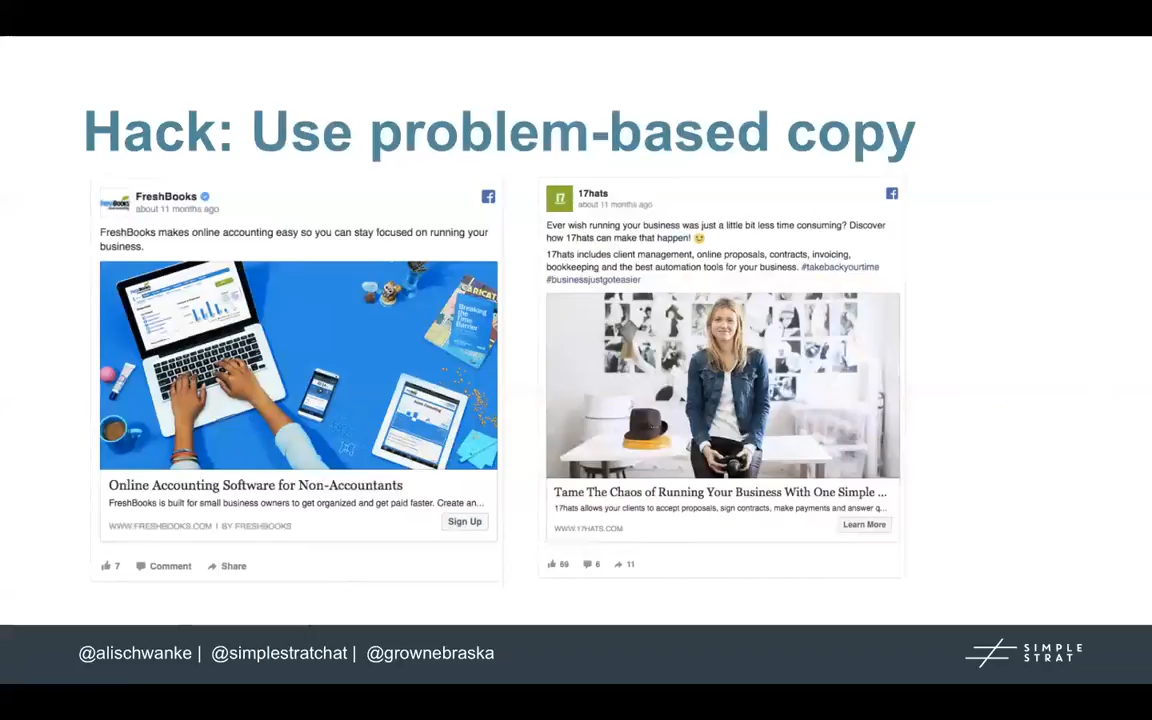 Hack: Use problem-based copy
FreshBooks
about 11 months ago
FreshBooks makes online accounting easy so you can stay focused on running your
business.
CARICAT
Breaking
the Time
Barrier
Online Accounting Software for Non-Accountants
FreshBooks is built for small business owners to get organized and get paid faster. Create an...
WWW.FRESHBOOKS.COM | BY FRESHBOOKS
Sign Up
7 Comment Share
17hats
about 11 months ago
Ever wish running your business was just a little bit less time consuming? Discover
how 17hats can make that happen! 😉
17hats includes client management, online proposals, contracts, invoicing,
bookkeeping and the best automation tools for your business. #takebackyourtime
#businessjustgoteasier
Tame The Chaos of Running Your Business With One Simple ...
17hats allows your clients to accept proposals, sign contracts, make payments and answer q...
WWW.17HATS.COM
Learn More
69 6 11
@alischwanke | @simplestratchat | @grownebraska
SIMPLE
STRAT